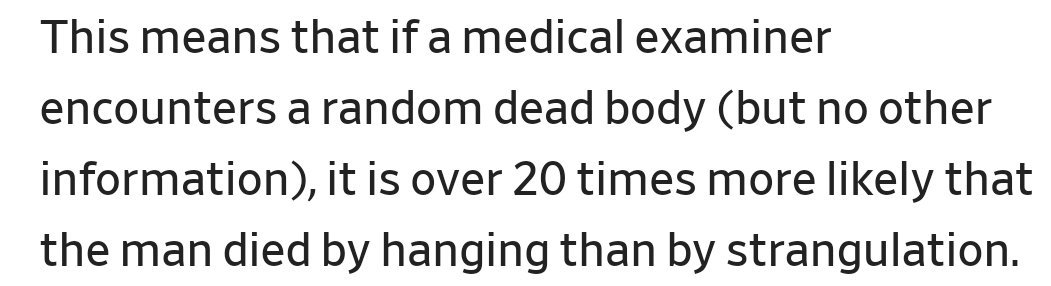 This means that if a medical examiner
encounters a random dead body (but no other
information), it is over 20 times more likely that
the man died by hanging than by strangulation.